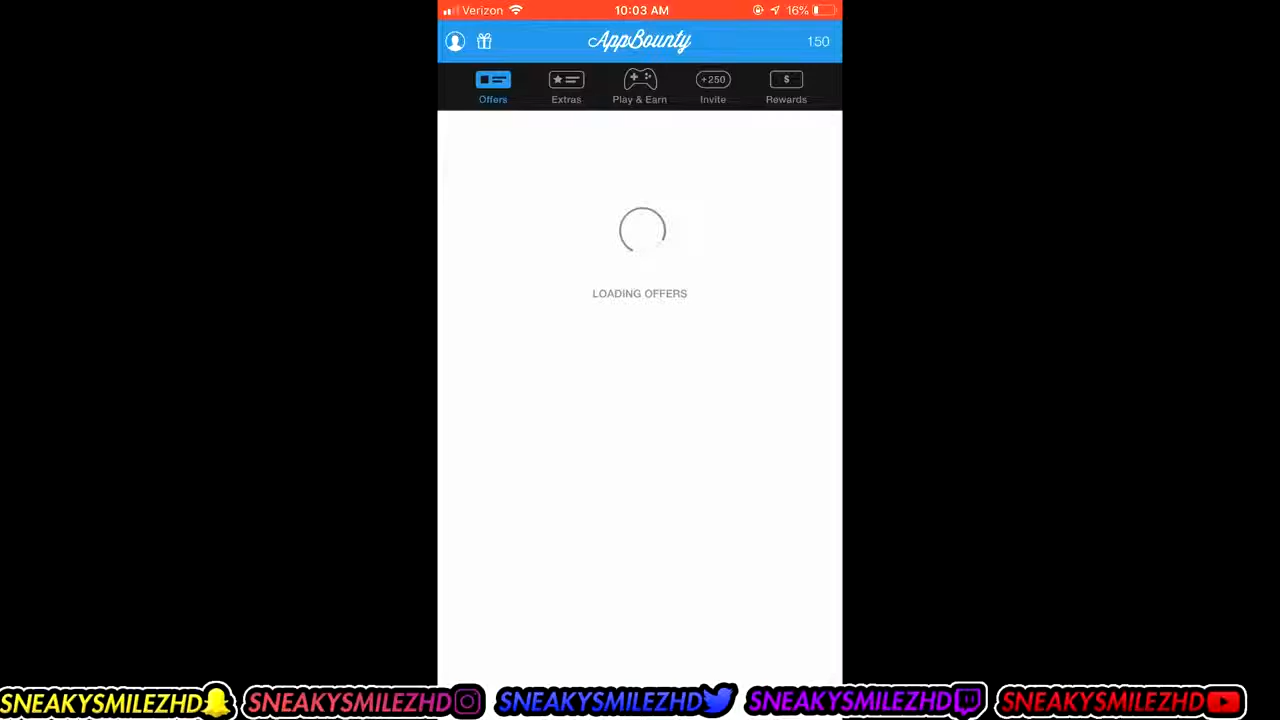 Verizon 10:03 AM 16%
AppBounty 150
Offers Extras Play & Earn +250 Invite $ Rewards
LOADING OFFERS
SNEAKYSMILEZHD SNEAKYSMILEZHD SNEAKYSMILEZHD SNEAKYSMILEZHD SNEAKYSMILEZHD